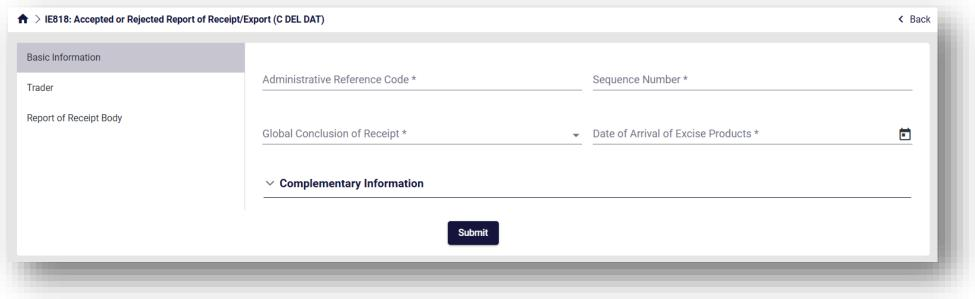 > IE818: Accepted or Rejected Report of Receipt/Export (C DEL DAT)
< Back
Basic Information
Trader
Report of Receipt Body
Administrative Reference Code *
Sequence Number *
Global Conclusion of Receipt *
Date of Arrival of Excise Products *
Complementary Information
Submit